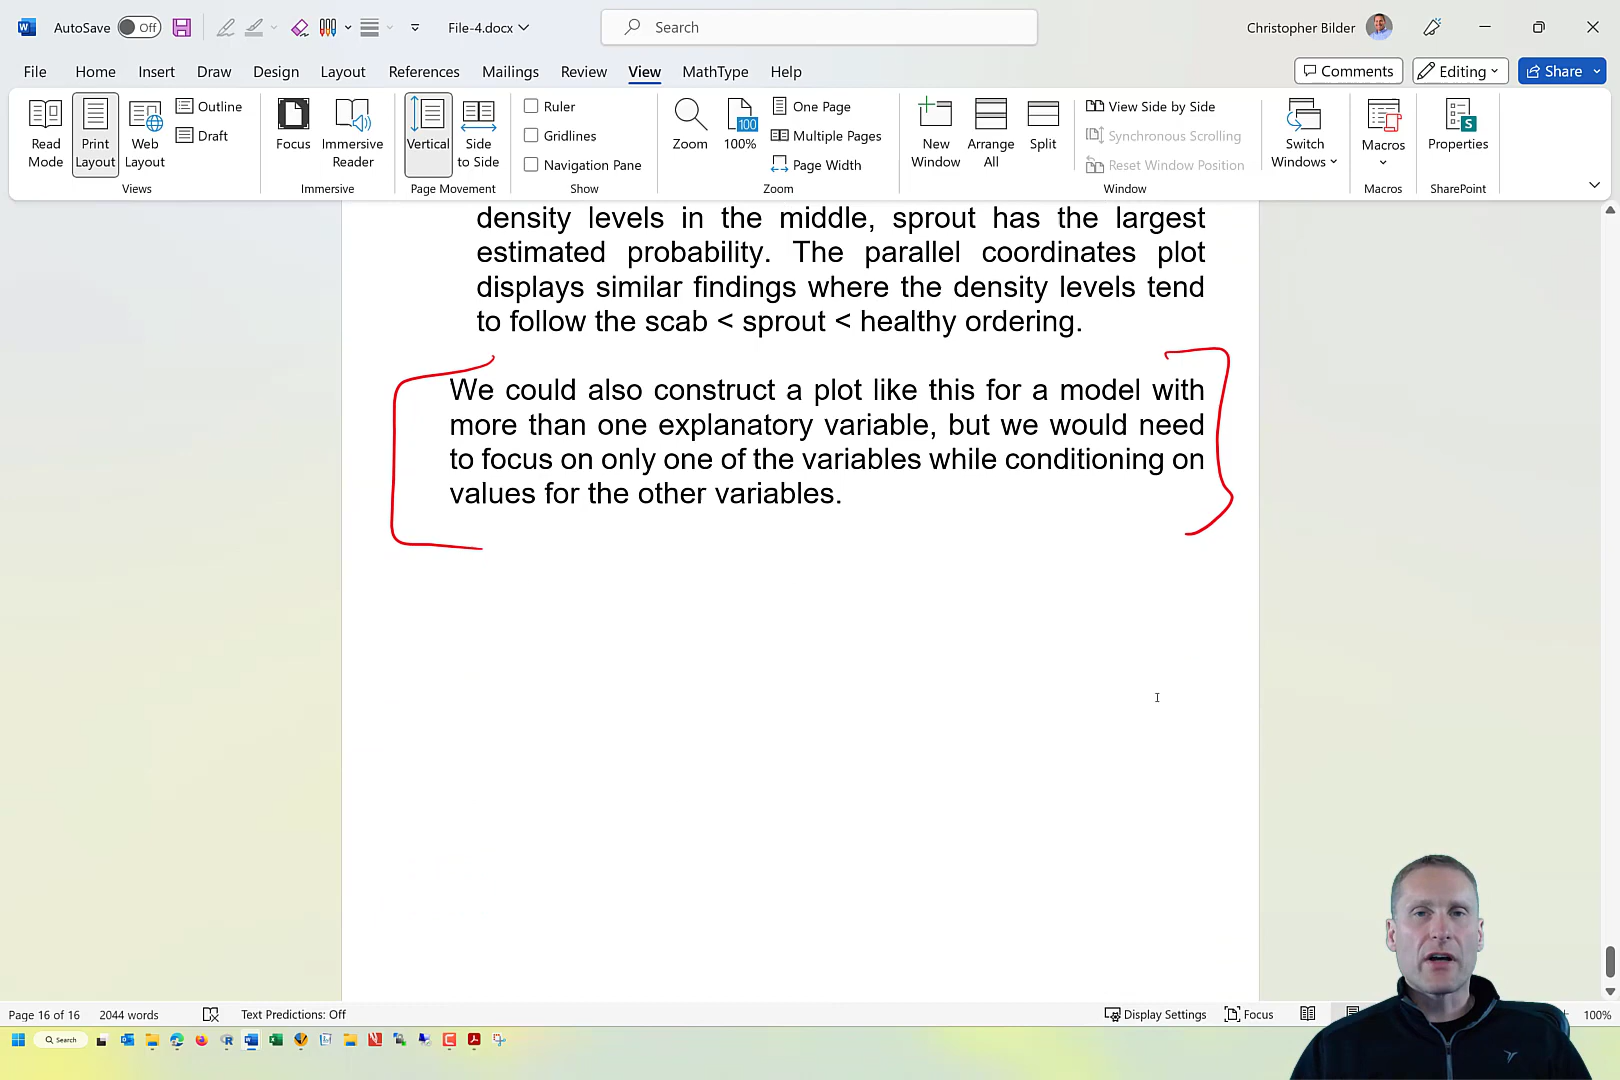 AutoSave Off File-4.docx Search Christopher Bilder
File Home Insert Draw Design Layout References Mailings Review View MathType Help Comments Editing Share
Read Mode Print Layout Web Layout Outline Draft Focus Immersive Reader Vertical Side to Side Ruler Gridlines Navigation Pane Zoom 100 100% One Page Multiple Pages Page Width New Window Arrange All Split View Side by Side Synchronous Scrolling Reset Window Position Switch Windows Macros S Properties
Views Immersive Page Movement Show Zoom Window Macros SharePoint
density levels in the middle, sprout has the largest
estimated probability. The parallel coordinates plot
displays similar findings where the density levels tend
to follow the scab < sprout < healthy ordering.
We could also construct a plot like this for a model with
more than one explanatory variable, but we would need
to focus on only one of the variables while conditioning on
values for the other variables.
Page 16 of 16 2044 words Text Predictions: Off Display Settings Focus 100%
Search